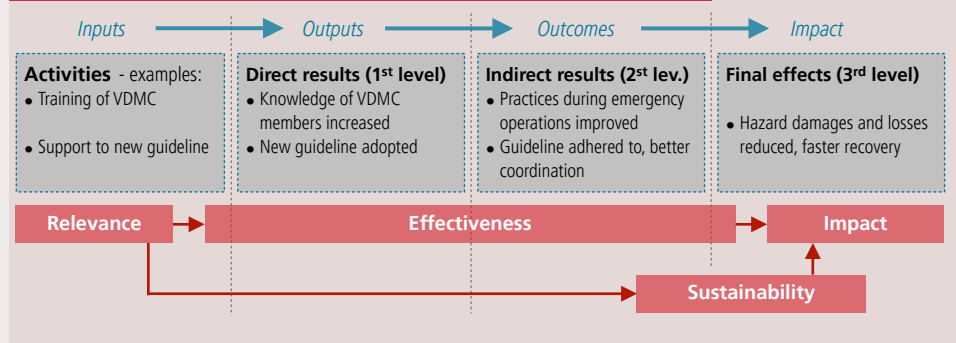 Inputs
Outputs
Outcomes
Impact
Activities - examples:
• Training of VDMC
• Support to new guideline
Direct results (1st level)
• Knowledge of VDMC
members increased
• New guideline adopted
Indirect results (2st lev.)
• Practices during emergency
operations improved
• Guideline adhered to, better
coordination
Final effects (3rd level)
• Hazard damages and losses
reduced, faster recovery
Relevance
Effectiveness
Impact
Sustainability